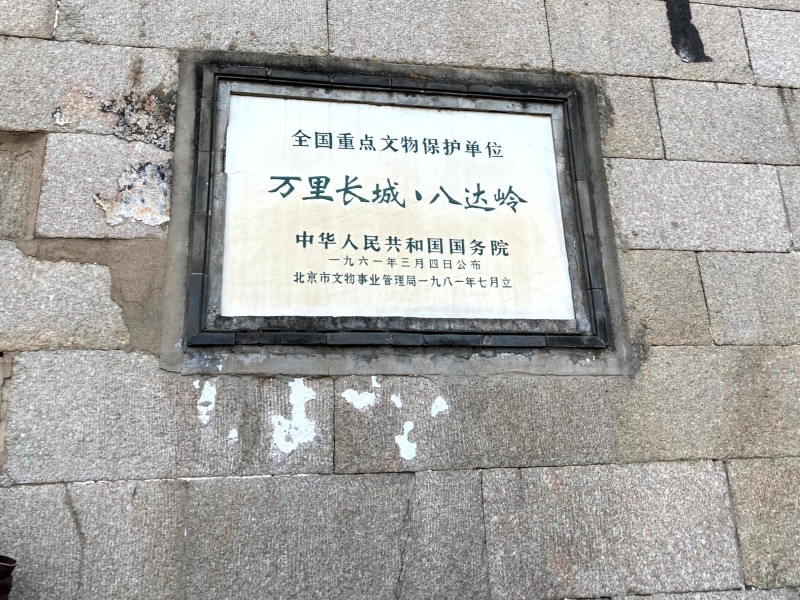 全国重点文物保护单位
万里长城、八达岭
中华人民共和国国务院
一九六一年三月四日公布
北京市文物事业管理局一九八一年七月立